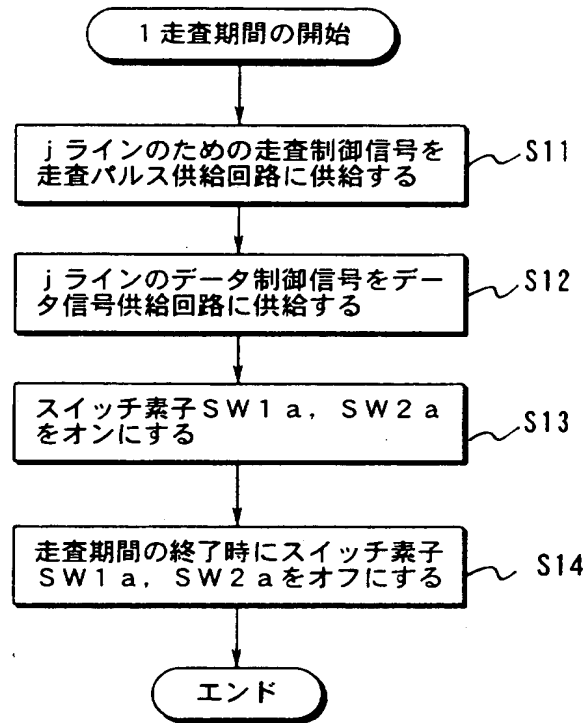 1走査期間の開始
jラインのための走査制御信号を
走査パルス供給回路に供給する
S11
jラインのデータ制御信号をデー
タ信号供給回路に供給する
S12
スイッチ素子SW1a，SW2a
をオンにする
S13
走査期間の終了時にスイッチ素子
SW1a，SW2aをオフにする
S14
エンド